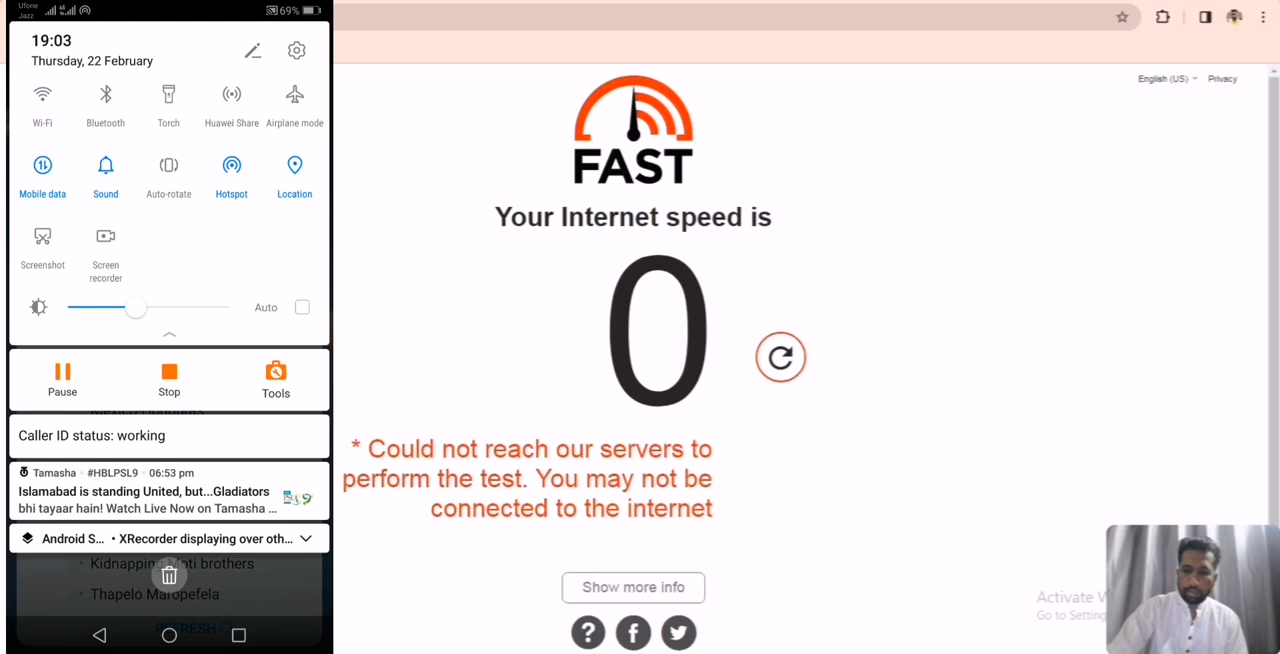 Ufone
Jazz
69%
19:03
Thursday, 22 February
Wi-Fi
Bluetooth
Torch
Huawei Share
Airplane mode
Mobile data
Sound
Auto-rotate
Hotspot
Location
Screenshot
Screen
recorder
Auto
Pause
Stop
Tools
Caller ID status: working
Tamasha • #HBLPSL9 • 06:53 pm
Islamabad is standing United, but...Gladiators
bhi tayaar hain! Watch Live Now on Tamasha ...
Android S... • XRecorder displaying over oth...
Thapelo Maropefela
REFRESH
English (US)
Privacy
FAST
Your Internet speed is
0
* Could not reach our servers to
perform the test. You may not be
connected to the internet
Show more info
Activate
Go to Setting